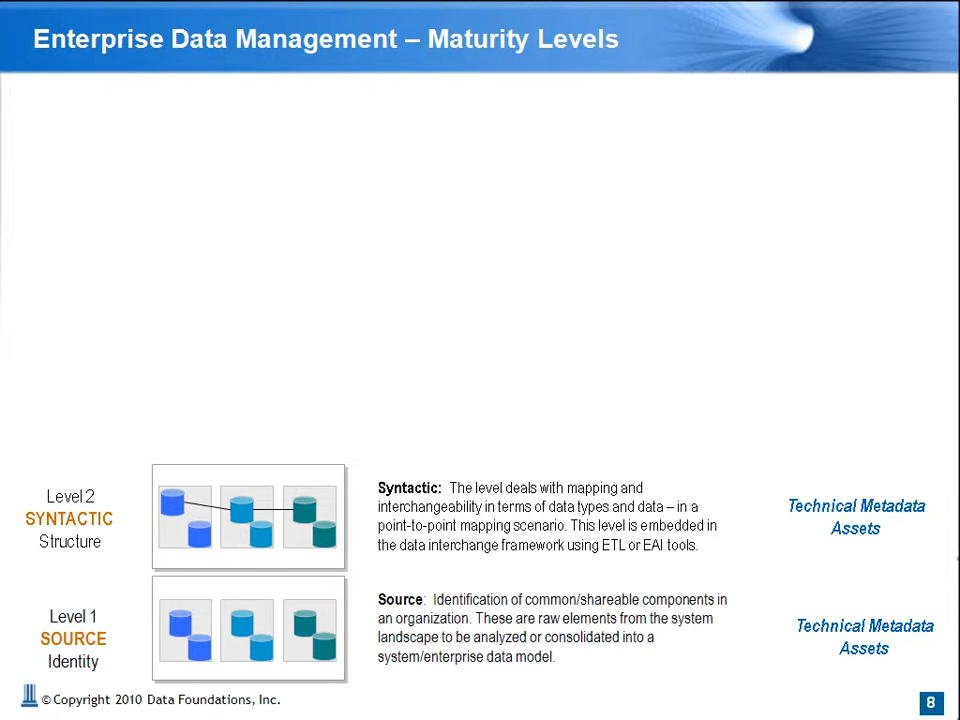 Enterprise Data Management – Maturity Levels
Level 2
SYNTACTIC
Structure
Syntactic: The level deals with mapping and
interchangeability in terms of data types and data – in a
point-to-point mapping scenario. This level is embedded in
the data interchange framework using ETL or EAI tools.
Technical Metadata
Assets
Level 1
SOURCE
Identity
Source: Identification of common/shareable components in
an organization. These are raw elements from the system
landscape to be analyzed or consolidated into a
system/enterprise data model.
Technical Metadata
Assets
© Copyright 2010 Data Foundations, Inc.
8